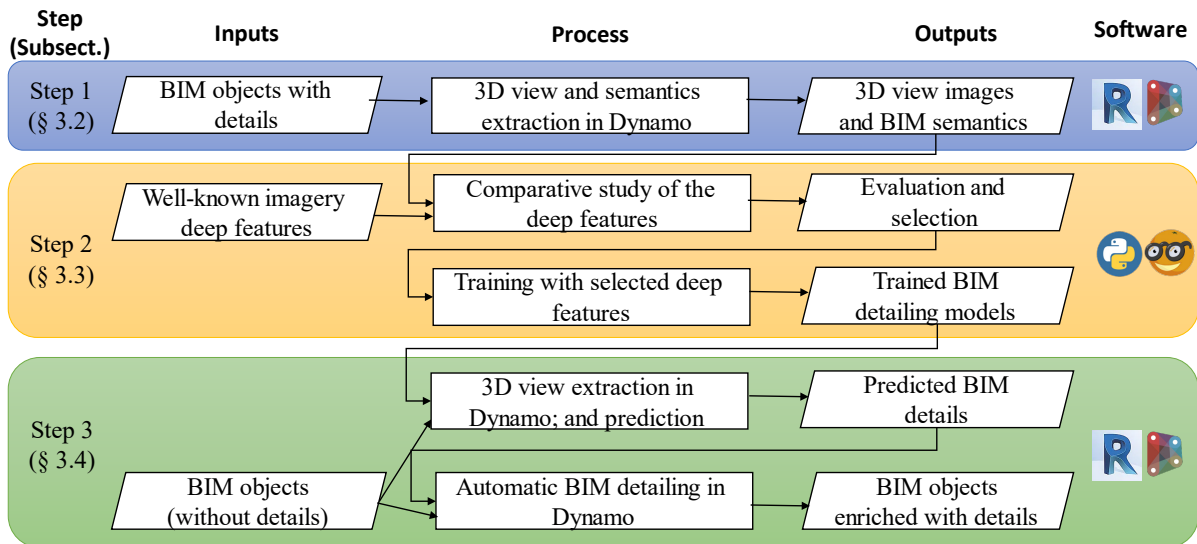 Step
(Subsect.)
Inputs
Process
Outputs
Software
Step 1
(§ 3.2)
BIM objects with
details
3D view and semantics
extraction in Dynamo
3D view images
and BIM semantics
R
Step 2
(§ 3.3)
Well-known imagery
deep features
Comparative study of the
deep features
Evaluation and
selection
Training with selected deep
features
Trained BIM
detailing models
Step 3
(§ 3.4)
3D view extraction in
Dynamo; and prediction
Predicted BIM
details
R
BIM objects
(without details)
Automatic BIM detailing in
Dynamo
BIM objects
enriched with details